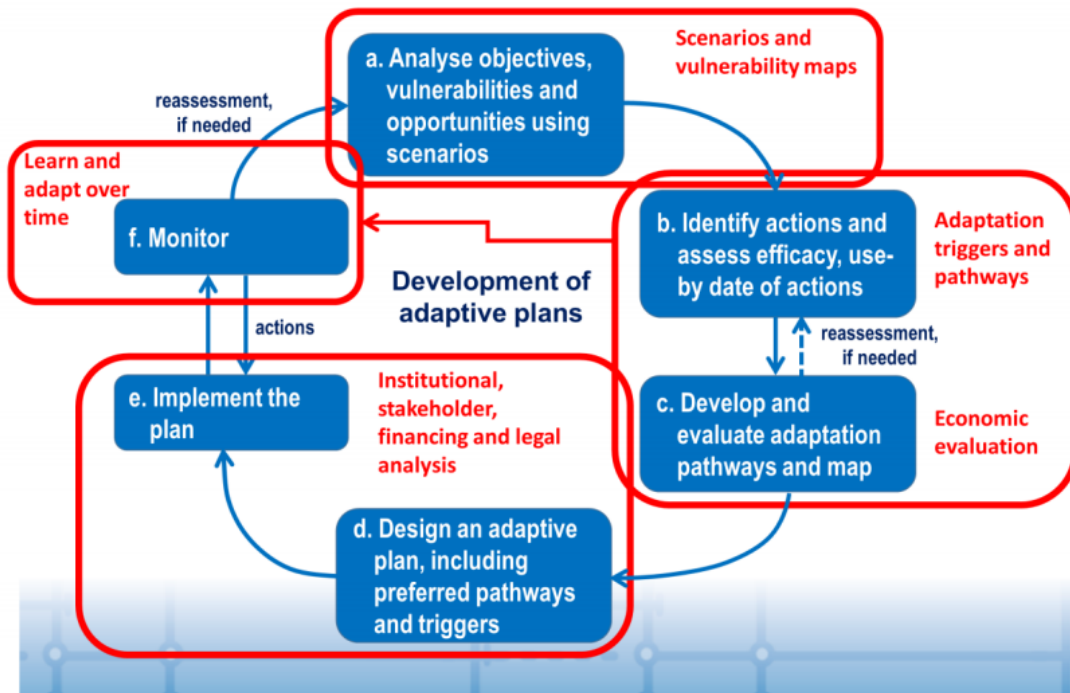 a. Analyse objectives,
vulnerabilities and
opportunities using
scenarios
Scenarios and
vulnerability maps
reassessment,
if needed
Learn and
adapt over
time
f. Monitor
b. Identify actions and
assess efficacy, use-
by date of actions
Adaptation
triggers and
pathways
Development of
adaptive plans
actions
reassessment,
if needed
e. Implement the
plan
Institutional,
stakeholder,
financing and legal
analysis
c. Develop and
evaluate adaptation
pathways and map
Economic
evaluation
d. Design an adaptive
plan, including
preferred pathways
and triggers